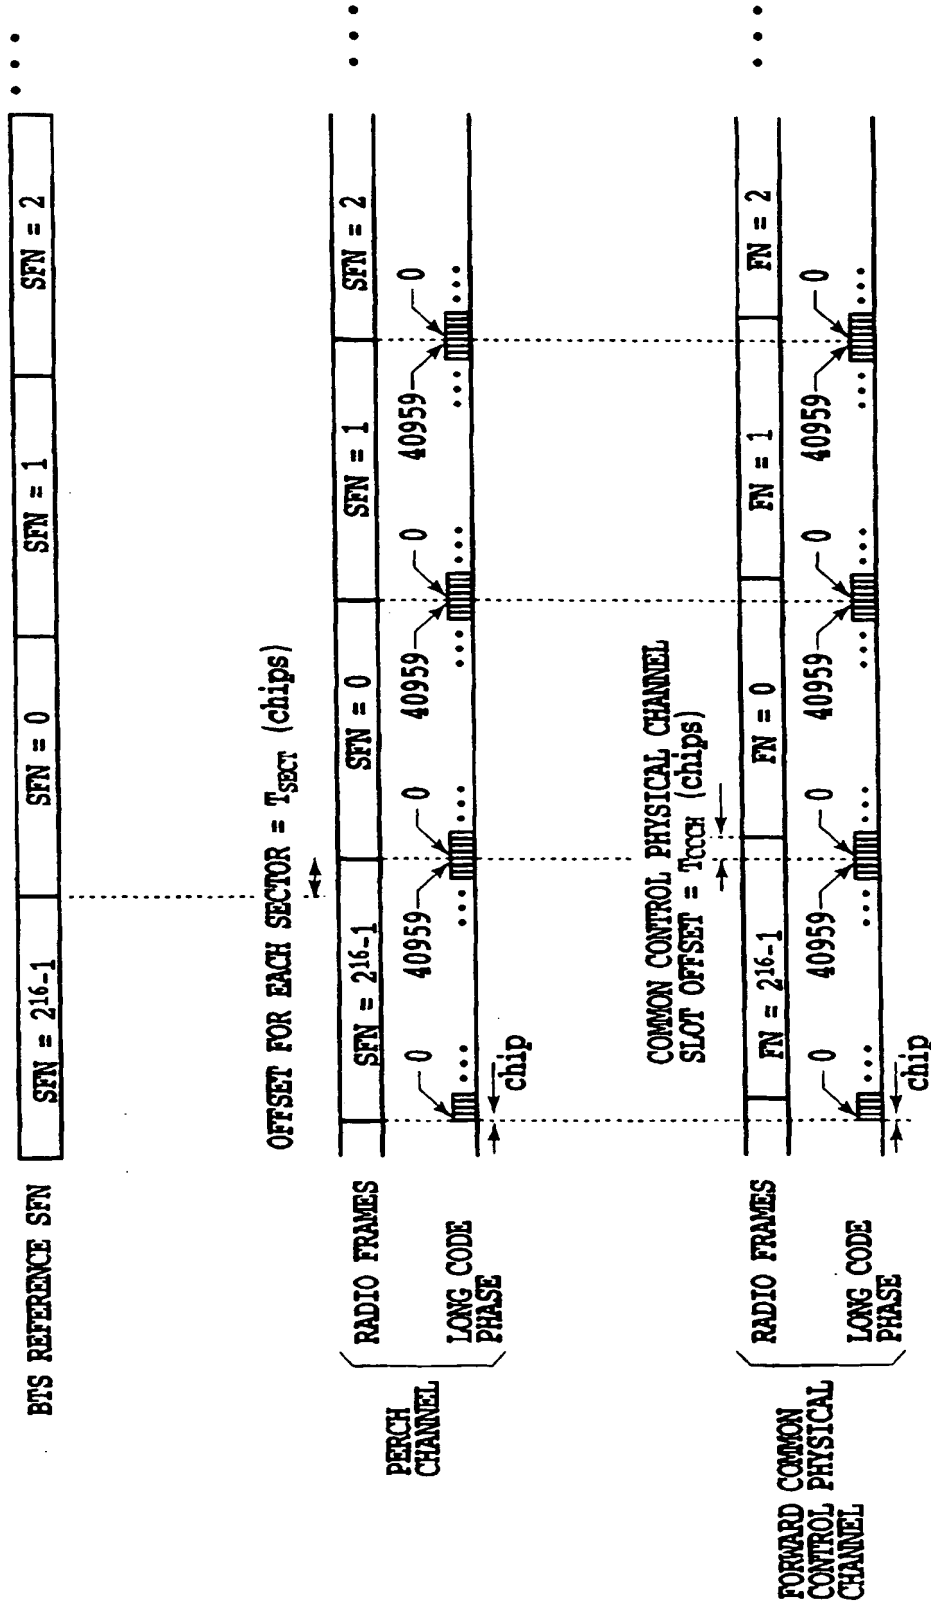 BTS REFERENCE SFN
SFN = 2¹⁶-1
SFN = 0
SFN = 1
SFN = 2
• • •
OFFSET FOR EACH SECTOR = T_SECT (chips)
PERCH
CHANNEL
RADIO FRAMES
SFN = 2¹⁶-1
SFN = 0
SFN = 1
SFN = 2
• • •
LONG CODE
PHASE
0
•••
•••
40959
0
•••
•••
40959
0
•••
•••
40959
0
•••
chip
COMMON CONTROL PHYSICAL CHANNEL
SLOT OFFSET = T_CCCH (chips)
FORWARD COMMON
CONTROL PHYSICAL
CHANNEL
RADIO FRAMES
FN = 2¹⁶-1
FN = 0
FN = 1
FN = 2
• • •
LONG CODE
PHASE
0
•••
•••
40959
0
•••
•••
40959
0
•••
•••
40959
0
•••
chip